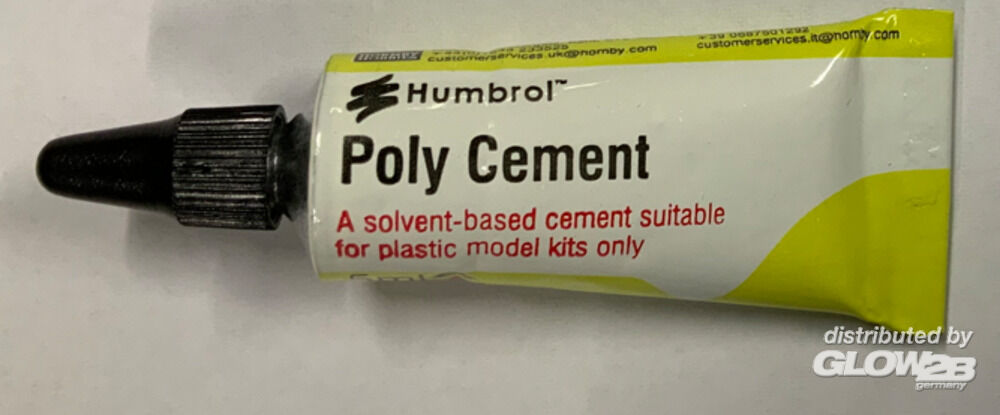 customerservices.uk@hornby.com
customerservices.it@hornby.com
Humbrol™
Poly Cement
A solvent-based cement suitable
for plastic model kits only
distributed by
GLOW2B
germany